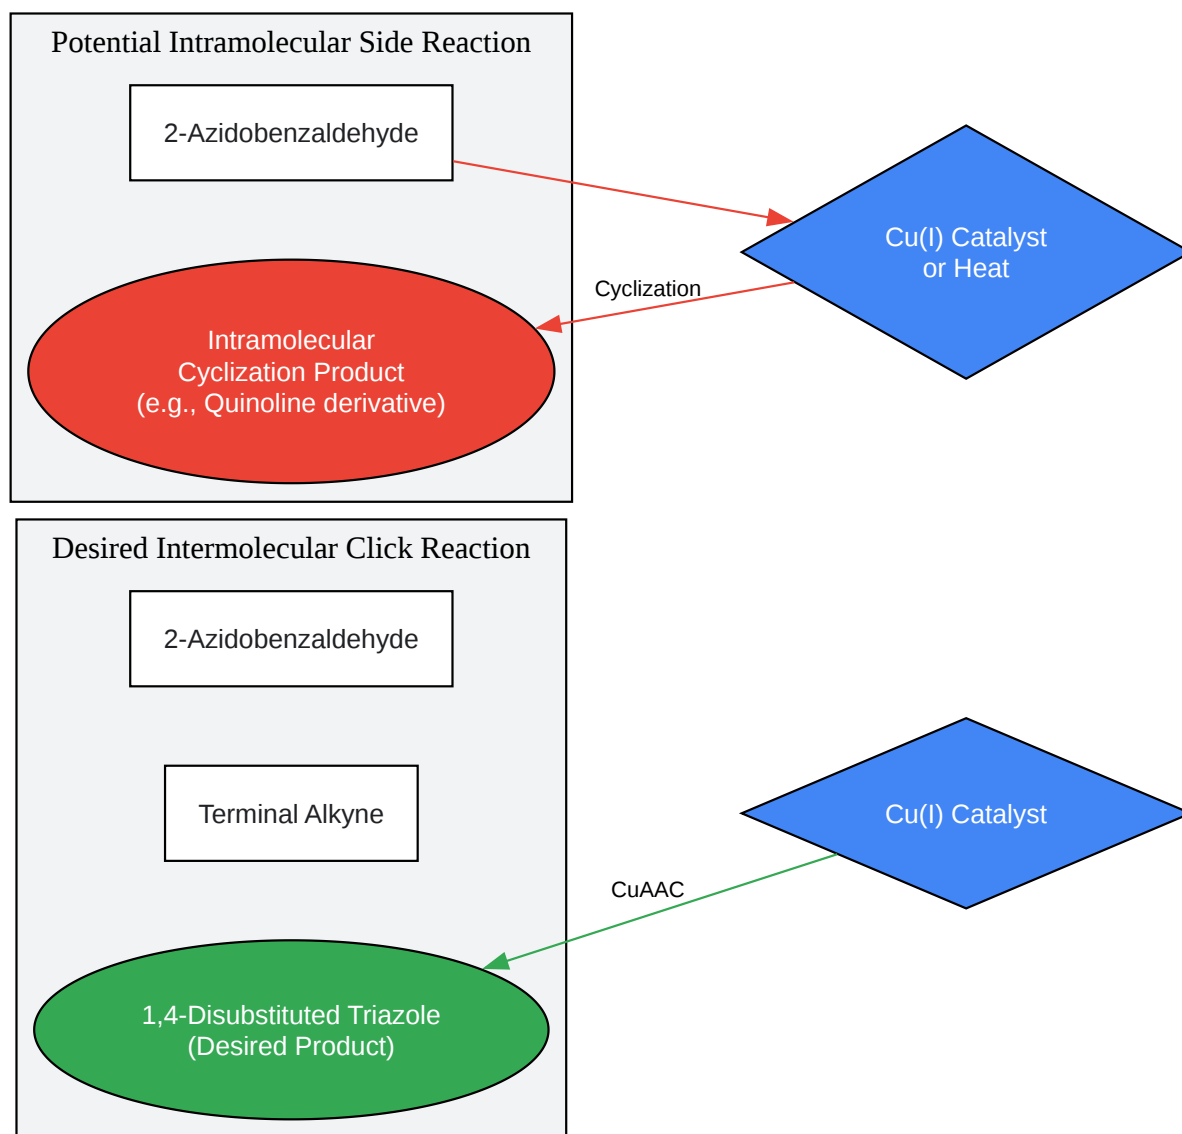 Potential Intramolecular Side Reaction
2-Azidobenzaldehyde
Cu(I) Catalyst
or Heat
Cyclization
Intramolecular
Cyclization Product
(e.g., Quinoline derivative)
Desired Intermolecular Click Reaction
2-Azidobenzaldehyde
Terminal Alkyne
Cu(I) Catalyst
CuAAC
1,4-Disubstituted Triazole
(Desired Product)